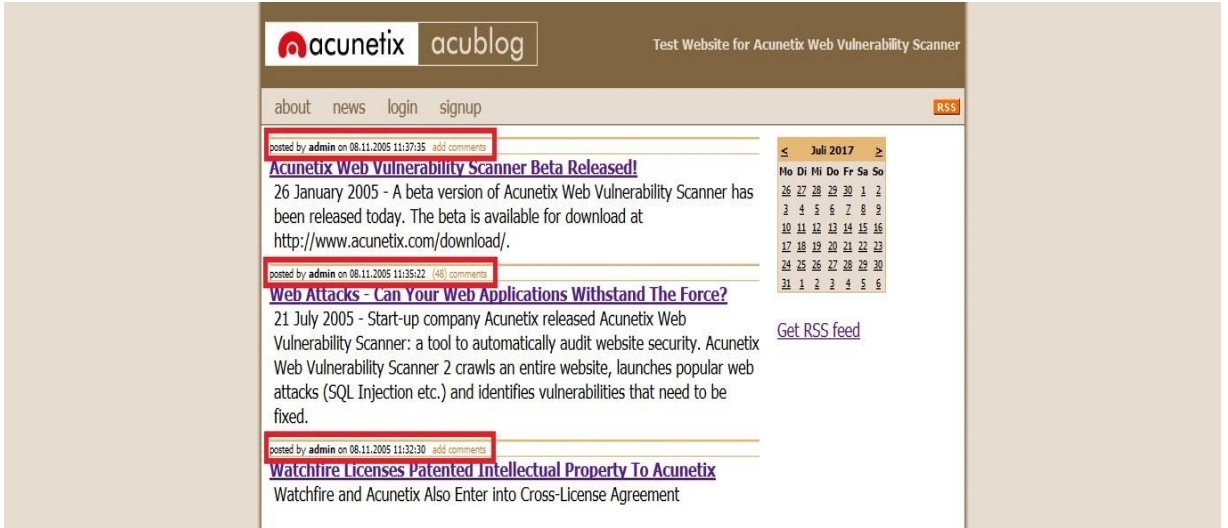 acunetix acublog
Test Website for Acunetix Web Vulnerability Scanner
about news login signup
RSS
posted by admin on 08.11.2005 11:37:35 add comments
Acunetix Web Vulnerability Scanner Beta Released!
26 January 2005 - A beta version of Acunetix Web Vulnerability Scanner has
been released today. The beta is available for download at
http://www.acunetix.com/download/.
posted by admin on 08.11.2005 11:35:22 (48) comments
Web Attacks - Can Your Web Applications Withstand The Force?
21 July 2005 - Start-up company Acunetix released Acunetix Web
Vulnerability Scanner: a tool to automatically audit website security. Acunetix
Web Vulnerability Scanner 2 crawls an entire website, launches popular web
attacks (SQL Injection etc.) and identifies vulnerabilities that need to be
fixed.
posted by admin on 08.11.2005 11:32:30 add comments
Watchfire Licenses Patented Intellectual Property To Acunetix
Watchfire and Acunetix Also Enter into Cross-License Agreement
< Juli 2017 >
Mo Di Mi Do Fr Sa So
26 27 28 29 30 1 2
3 4 5 6 7 8 9
10 11 12 13 14 15 16
17 18 19 20 21 22 23
24 25 26 27 28 29 30
31 1 2 3 4 5 6
Get RSS feed